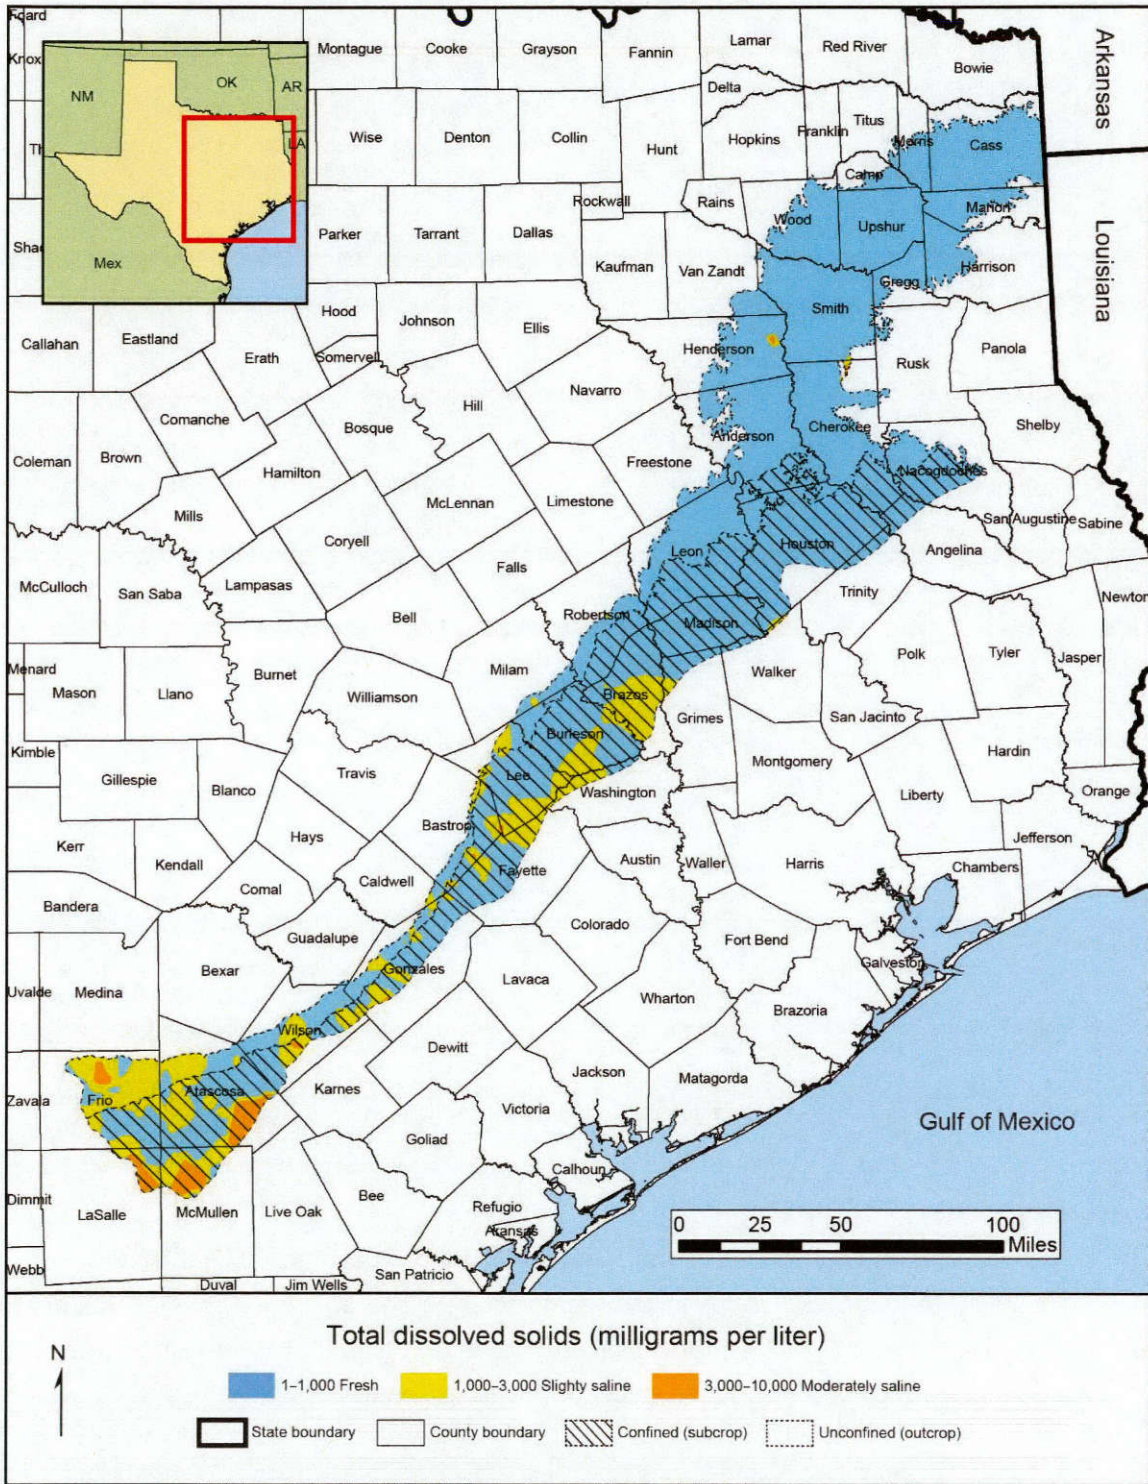 Foard
Montague
Cooke
Grayson
Fannin
Lamar
Red River
Bowie
Arkansas
Knox
NM
OK
AR
LA
Mex
Delta
Wise
Denton
Collin
Hunt
Hopkins
Franklin
Titus
Morris
Cass
Th
Camp
Rockwall
Rains
Wood
Upshur
Marion
Louisiana
Shac
Parker
Tarrant
Dallas
Kaufman
Van Zandt
Gregg
Harrison
Hood
Johnson
Ellis
Smith
Callahan
Eastland
Erath
Somervell
Henderson
Rusk
Panola
Navarro
Comanche
Bosque
Hill
Anderson
Cherokee
Shelby
Coleman
Brown
Hamilton
Freestone
Nacogdoches
McLennan
Limestone
Mills
San Augustine
Sabine
Coryell
Leon
Houston
Angelina
McCulloch
San Saba
Lampasas
Falls
Trinity
Newton
Bell
Robertson
Madison
Menard
Mason
Llano
Burnet
Milam
Walker
Polk
Tyler
Jasper
Williamson
Brazos
Grimes
San Jacinto
Kimble
Burleson
Hardin
Gillespie
Blanco
Travis
Lee
Montgomery
Washington
Liberty
Orange
Bastrop
Hays
Jefferson
Kerr
Kendall
Fayette
Austin
Waller
Harris
Chambers
Comal
Caldwell
Bandera
Colorado
Guadalupe
Fort Bend
Bexar
Gonzales
Galveston
Uvalde
Medina
Lavaca
Wharton
Brazoria
Wilson
Dewitt
Jackson
Matagorda
Zavala
Frio
Atascosa
Karnes
Victoria
Gulf of Mexico
Goliad
Calhoun
Dimmit
LaSalle
McMullen
Live Oak
Bee
Refugio
Aransas
0 25 50 100
Miles
Webb
San Patricio
Duval
Jim Wells
Total dissolved solids (milligrams per liter)
N
1–1,000 Fresh
1,000–3,000 Slighty saline
3,000–10,000 Moderately saline
State boundary
County boundary
Confined (subcrop)
Unconfined (outcrop)